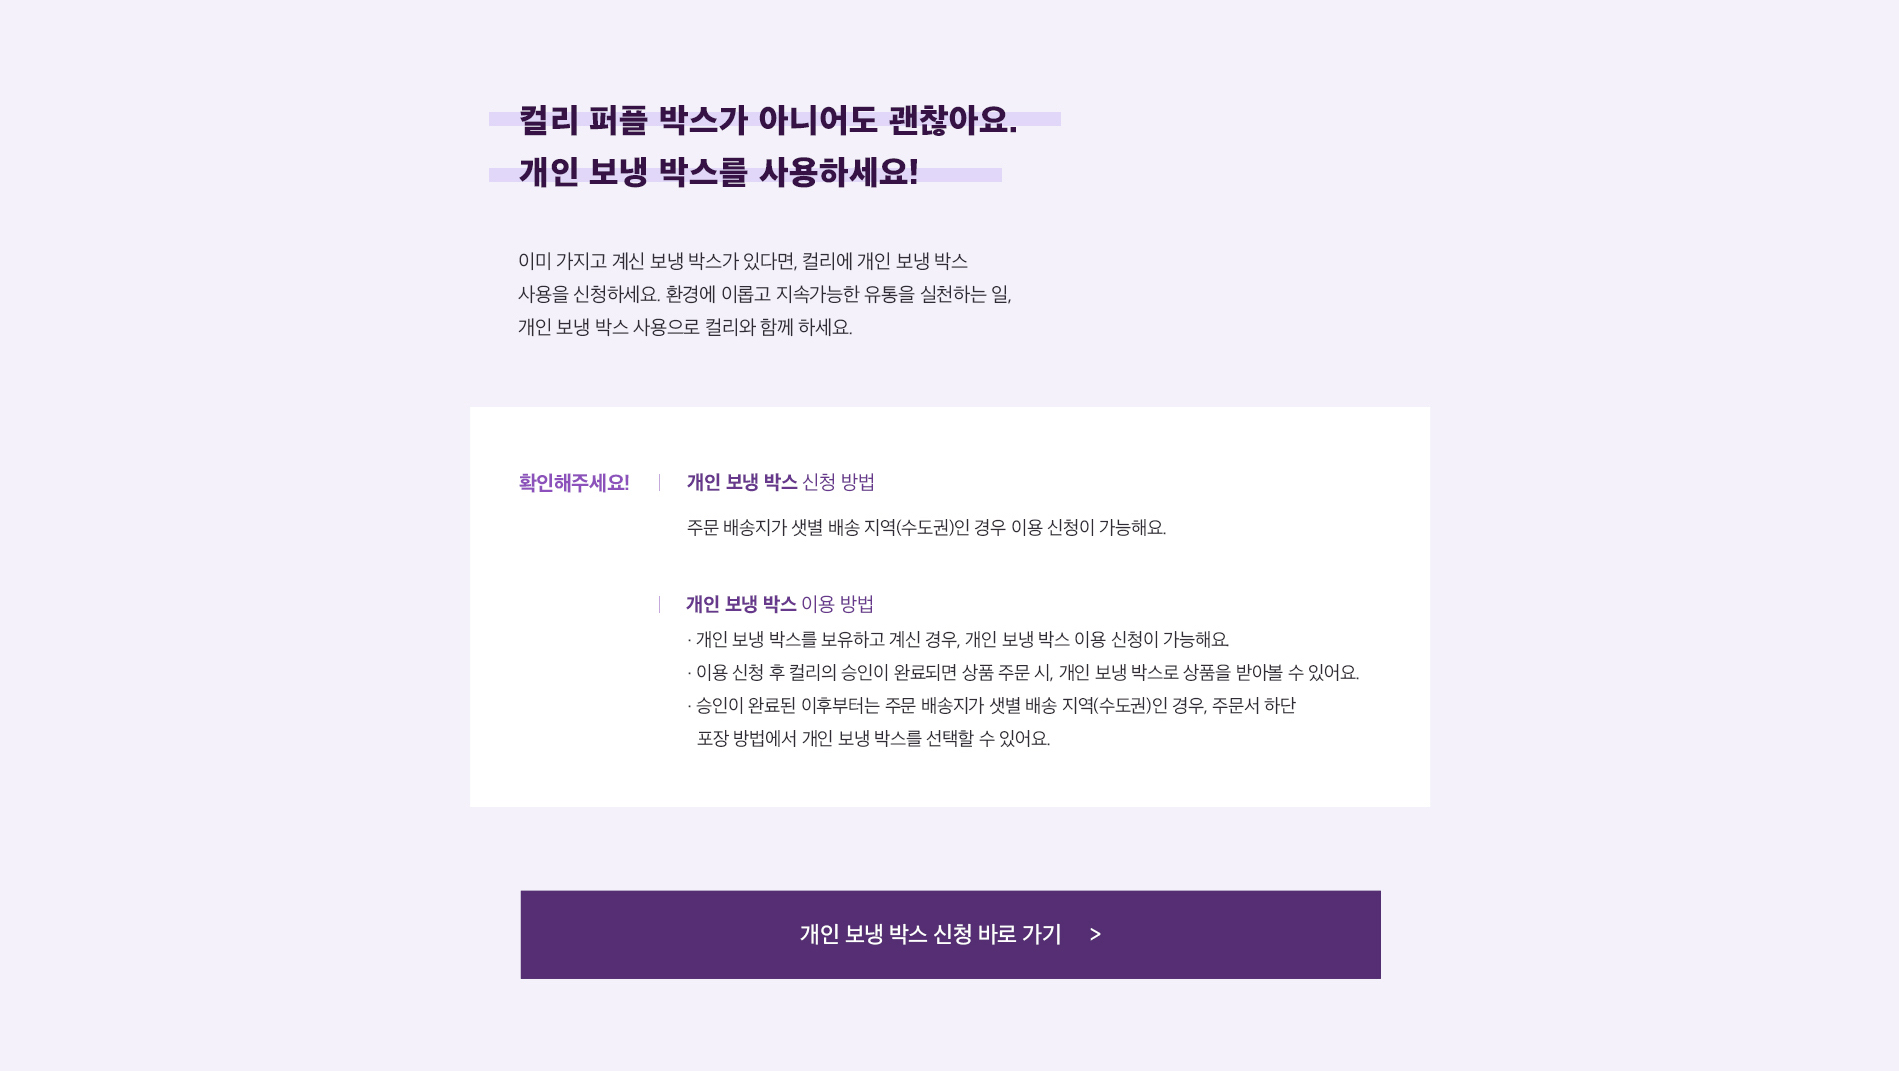 컬리 퍼플 박스가 아니어도 괜찮아요.
개인 보냉 박스를 사용하세요!
이미 가지고 계신 보냉 박스가 있다면, 컬리에 개인 보냉 박스
사용을 신청하세요. 환경에 이롭고 지속가능한 유통을 실천하는 일,
개인 보냉 박스 사용으로 컬리와 함께 하세요.
확인해주세요!
개인 보냉 박스 신청 방법
주문 배송지가 샛별 배송 지역(수도권)인 경우 이용 신청이 가능해요.
개인 보냉 박스 이용 방법
· 개인 보냉 박스를 보유하고 계신 경우, 개인 보냉 박스 이용 신청이 가능해요.
· 이용 신청 후 컬리의 승인이 완료되면 상품 주문 시, 개인 보냉 박스로 상품을 받아볼 수 있어요.
· 승인이 완료된 이후부터는 주문 배송지가 샛별 배송 지역(수도권)인 경우, 주문서 하단
포장 방법에서 개인 보냉 박스를 선택할 수 있어요.
개인 보냉 박스 신청 바로 가기 >